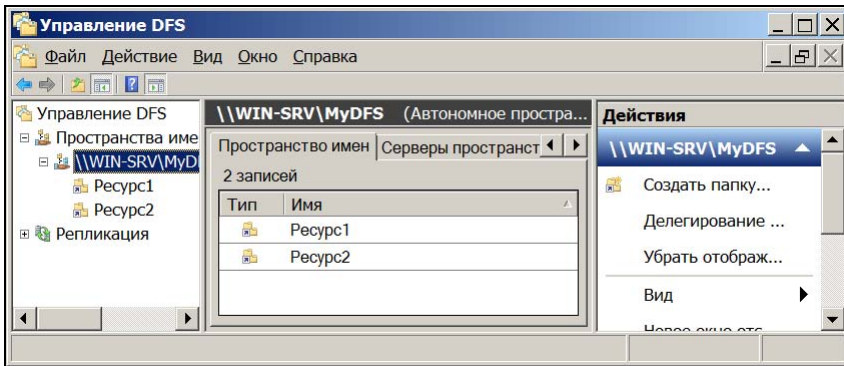 Управление DFS
Файл Действие Вид Окно Справка
Управление DFS
Пространства име
\\WIN-SRV\MyD
Ресурс1
Ресурс2
Репликация
\\WIN-SRV\MyDFS (Автономное простра...
Пространство имен Серверы пространст
2 записей
Тип Имя
Ресурс1
Ресурс2
Действия
\\WIN-SRV\MyDFS
Создать папку...
Делегирование ...
Убрать отображ...
Вид